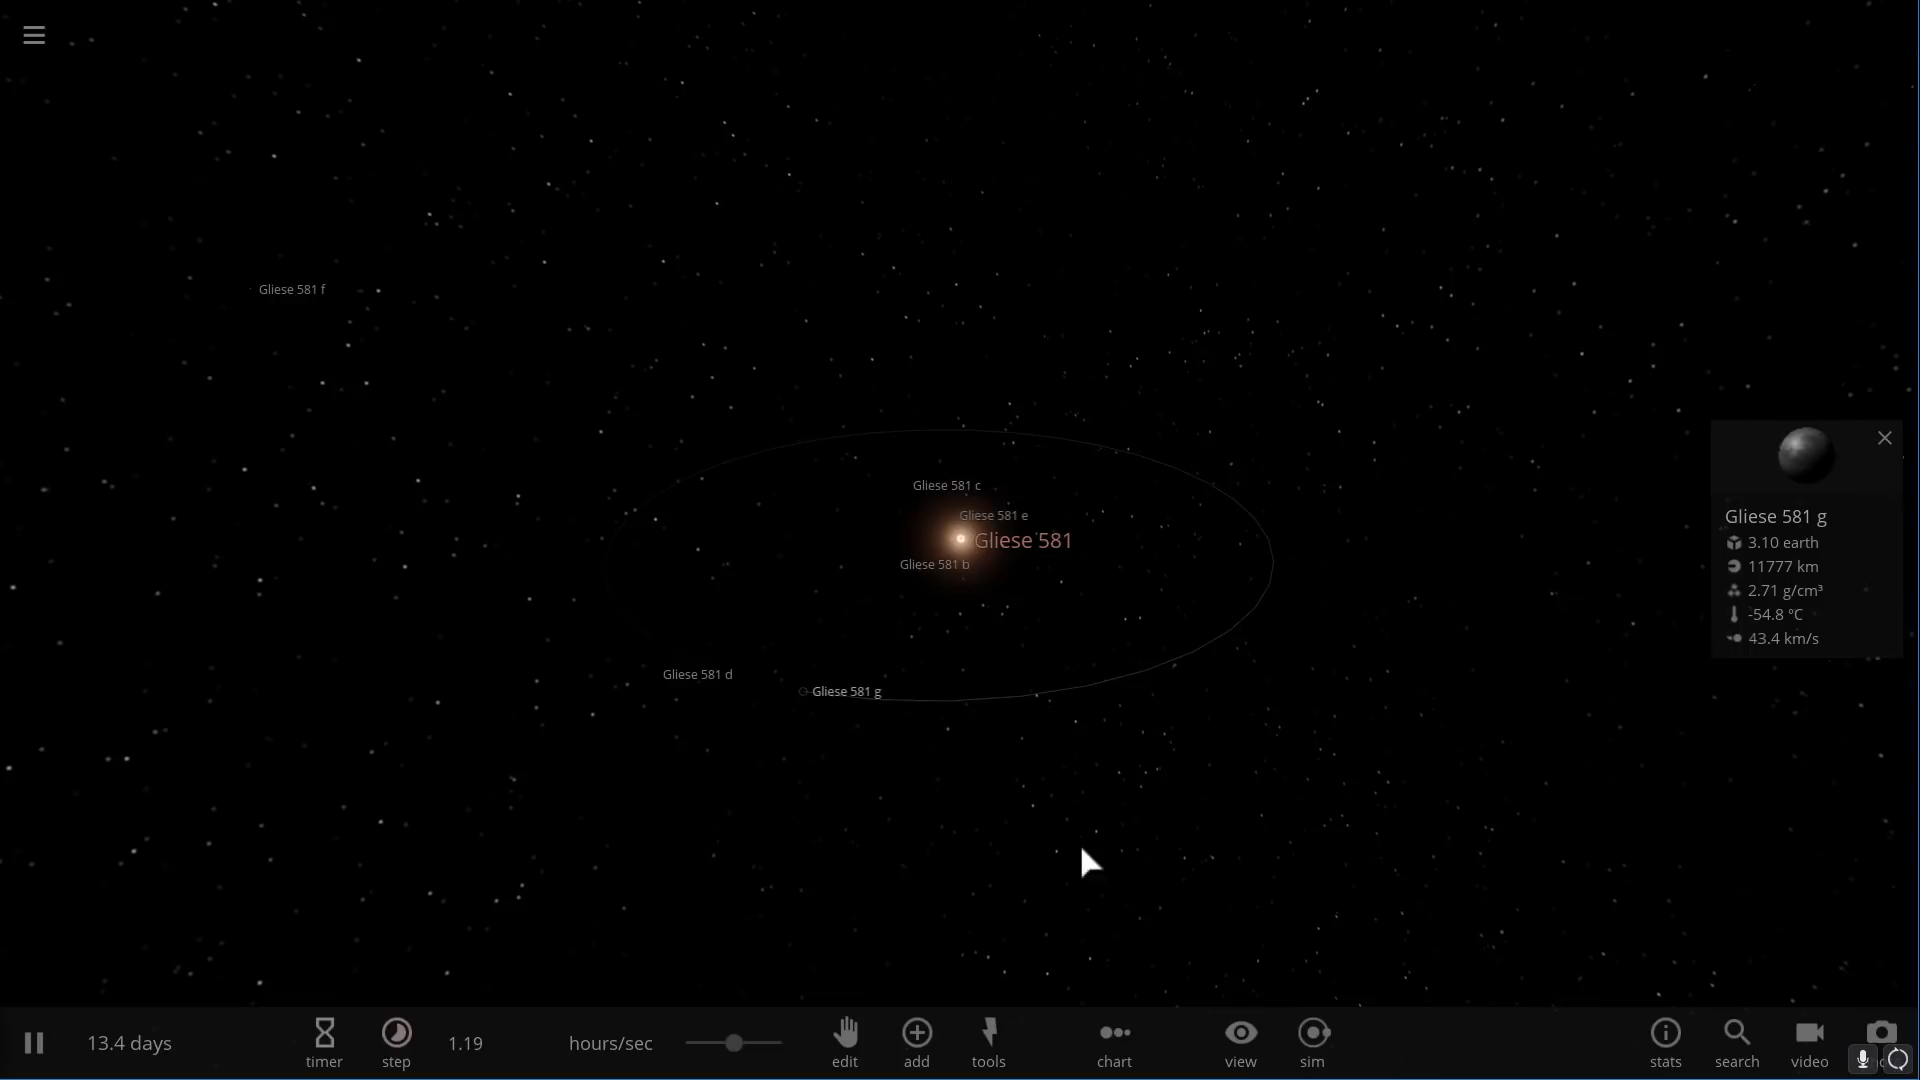 Gliese 581 f
Gliese 581 c
Gliese 581 e
Gliese 581
Gliese 581 b
Gliese 581 d
Gliese 581 g
Gliese 581 g
3.10 earth
11777 km
2.71 g/cm³
-54.8 °C
43.4 km/s
13.4 days
timer
step
1.19
hours/sec
edit
add
tools
chart
view
sim
stats
search
video